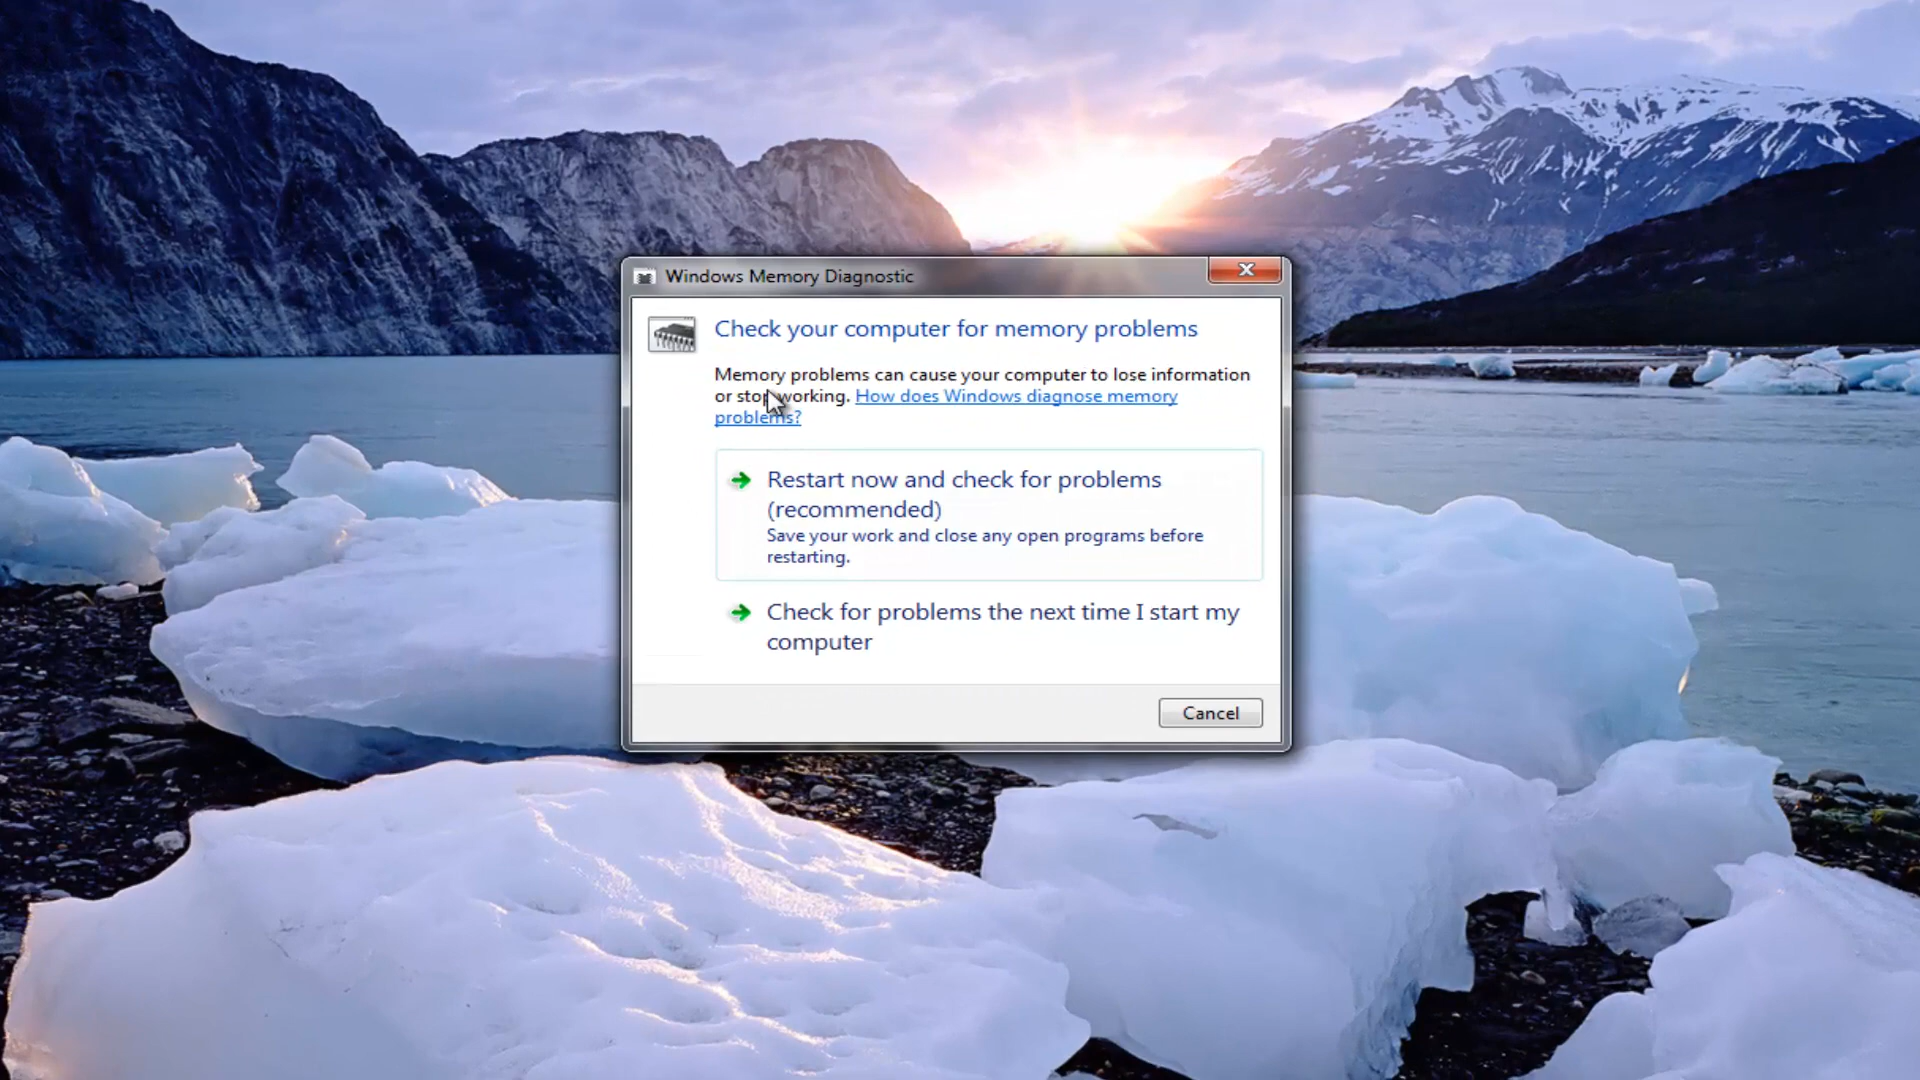 Windows Memory Diagnostic
Check your computer for memory problems
Memory problems can cause your computer to lose information
or stop working. How does Windows diagnose memory
problems?
Restart now and check for problems
(recommended)
Save your work and close any open programs before
restarting.
Check for problems the next time I start my
computer
Cancel